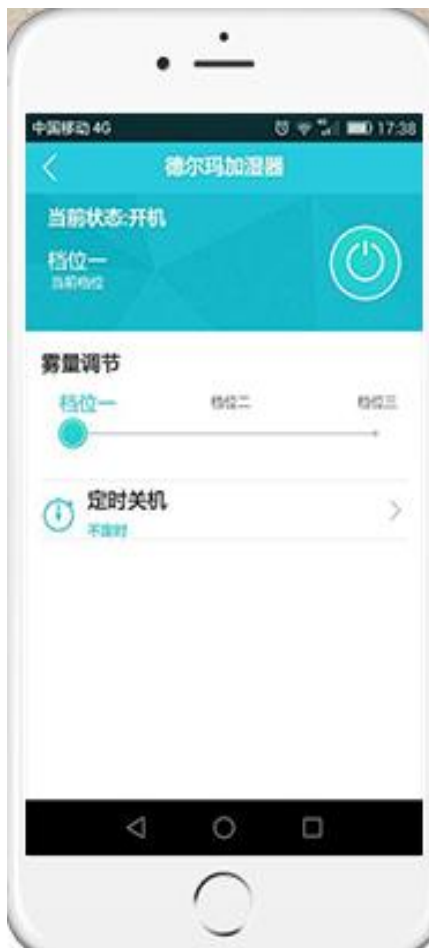 中国移动 4G 4G 17:38
德尔玛加湿器
当前状态:开机
档位一
当前档位
雾量调节
档位一 档位二 档位三
定时关机
不定时